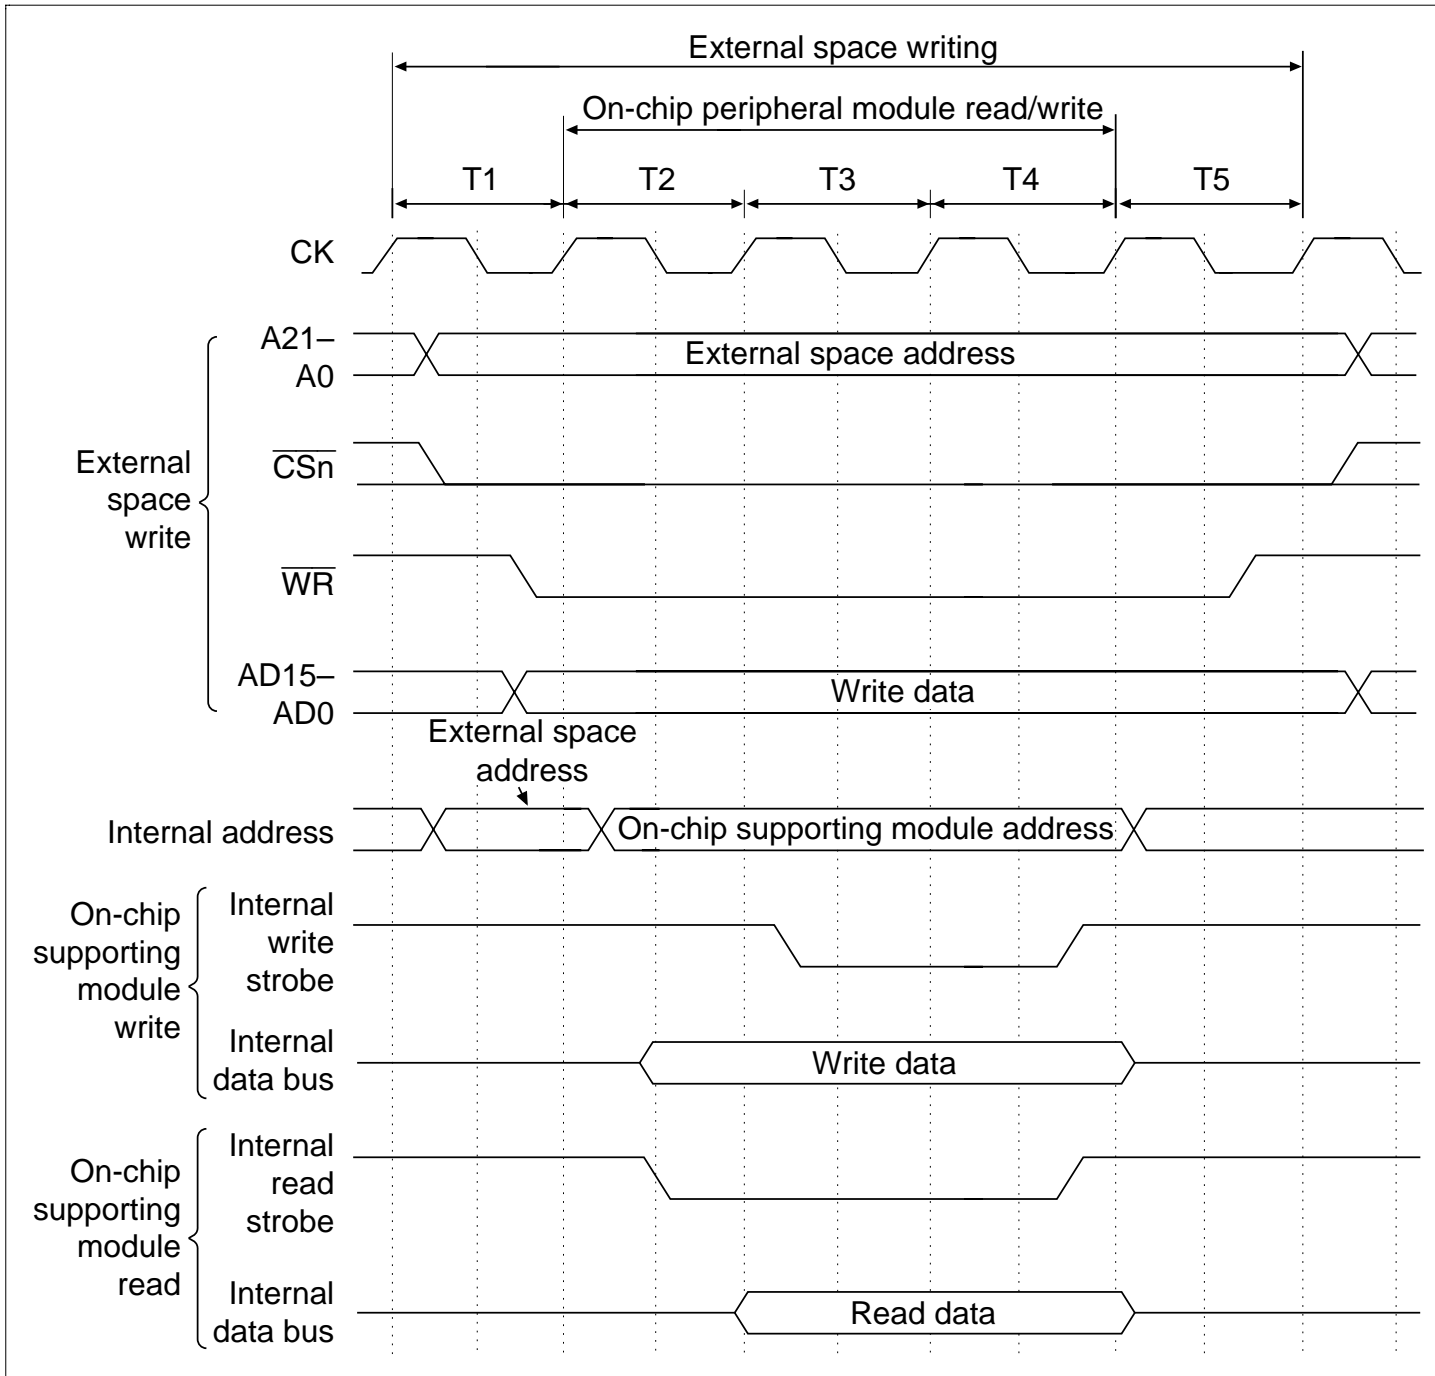 External space writing
On-chip peripheral module read/write
T1 T2 T3 T4 T5
CK
A21–
A0
External space address
CSn
WR
External
space
write
AD15–
AD0
Write data
External space
address
Internal address
On-chip supporting module address
On-chip
supporting
module
write
Internal
write
strobe
Internal
data bus
Write data
On-chip
supporting
module
read
Internal
read
strobe
Internal
data bus
Read data